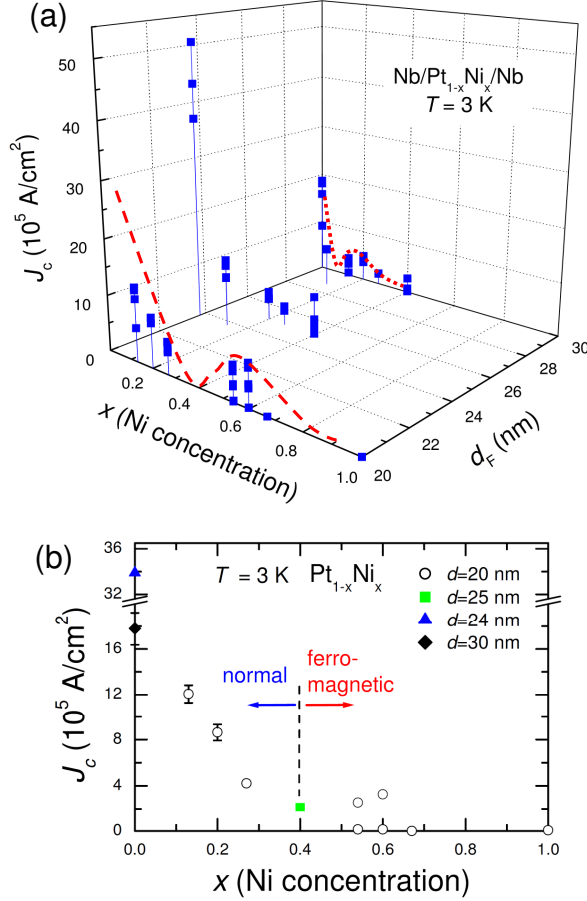 (a)
Nb/Pt1-xNix/Nb
T = 3 K
50
40
30
20
10
0
Jc (10^5 A/cm^2)
0.2
0.4
0.6
0.8
1.0
x (Ni concentration)
20
22
24
26
28
30
dF (nm)
(b)
T = 3 K Pt1-xNix
d=20 nm
d=25 nm
d=24 nm
d=30 nm
normal
ferro-
magnetic
36
32
16
12
8
4
0
Jc (10^5 A/cm^2)
0.0 0.2 0.4 0.6 0.8 1.0
x (Ni concentration)